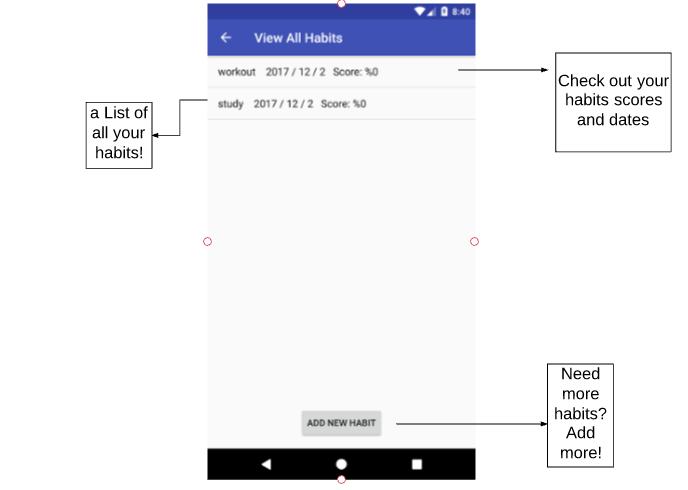 8:40
View All Habits
workout 2017 / 12 / 2 Score: %0
study 2017 / 12 / 2 Score: %0
Check out your
habits scores
and dates
a List of
all your
habits!
ADD NEW HABIT
Need
more
habits?
Add
more!